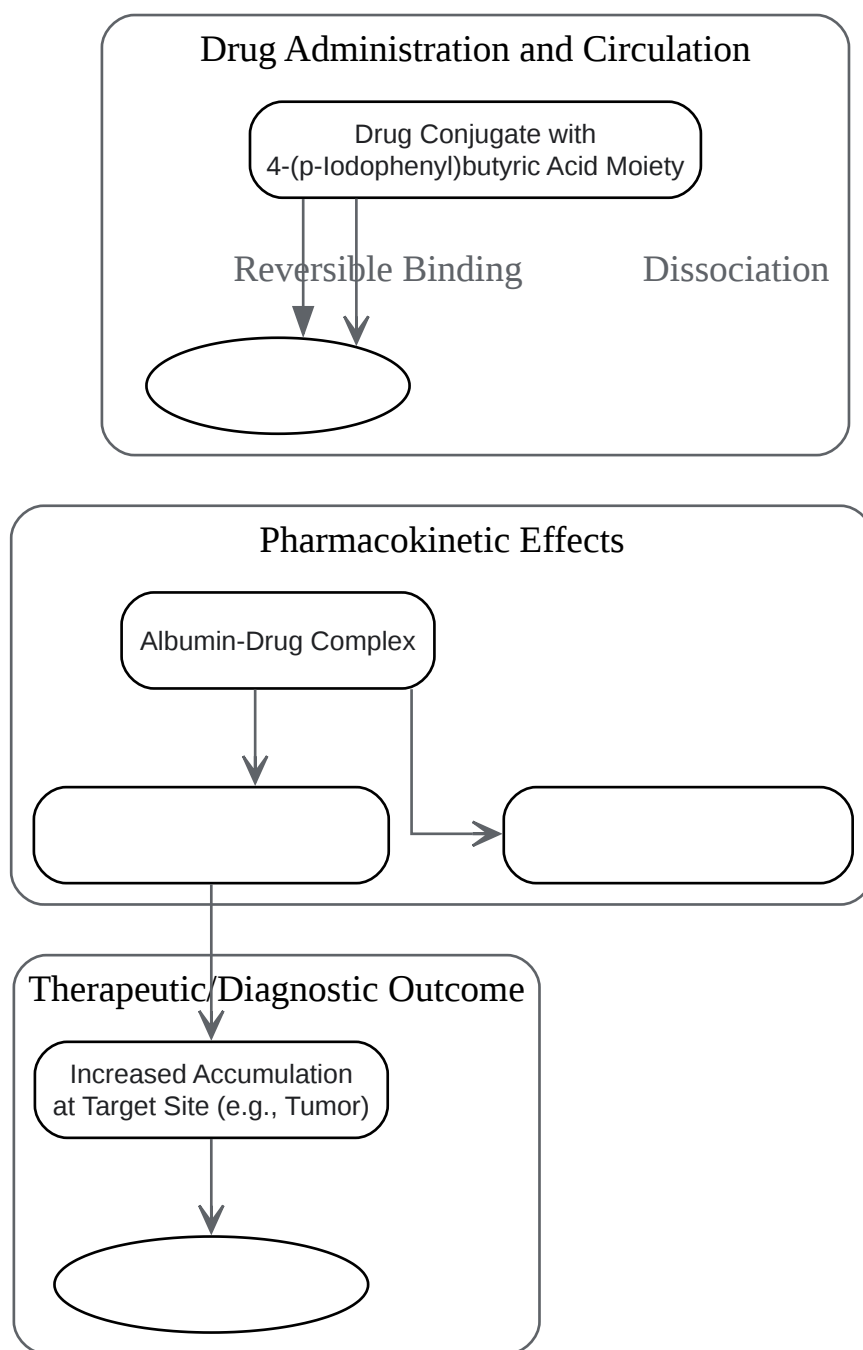 Drug Administration and Circulation
Drug Conjugate with
4-(p-Iodophenyl)butyric Acid Moiety
Reversible Binding
Dissociation
Pharmacokinetic Effects
Albumin-Drug Complex
Therapeutic/Diagnostic Outcome
Increased Accumulation
at Target Site (e.g., Tumor)